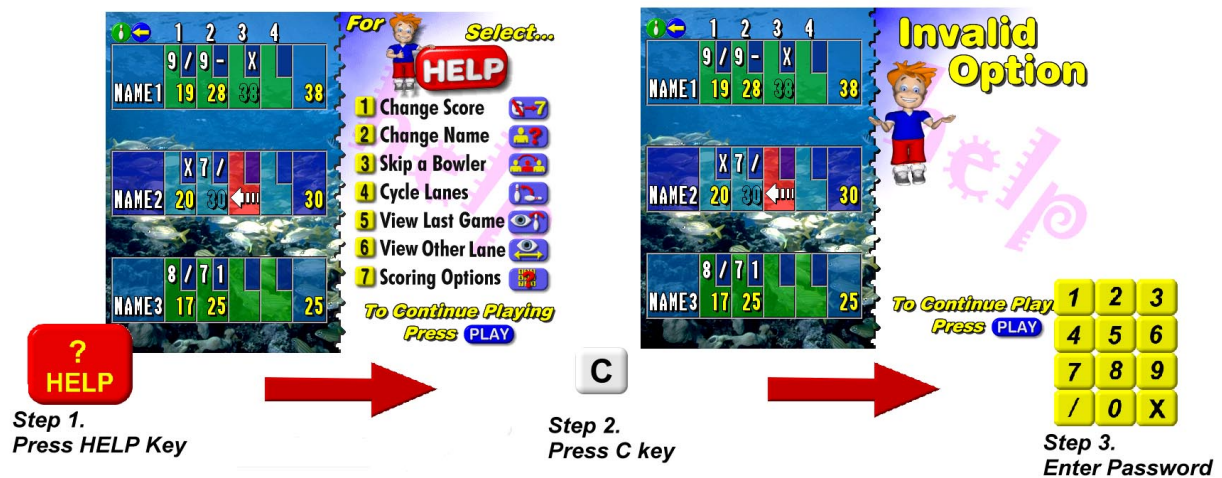 For
Select...
HELP
1 2 3 4
9 / 9 - X
NAME1 19 28 38 38
X 7 /
NAME2 20 30 30
8 / 7 1
NAME3 17 25 25
1 Change Score
2 Change Name
3 Skip a Bowler
4 Cycle Lanes
5 View Last Game
6 View Other Lane
7 Scoring Options
To Continue Playing
Press PLAY
? HELP
Step 1.
Press HELP Key
C
Step 2.
Press C key
1 2 3 4
9 / 9 - X
NAME1 19 28 38 38
X 7 /
NAME2 20 30 30
8 / 7 1
NAME3 17 25 25
Invalid
Option
Help
To Continue Play
Press PLAY
1 2 3
4 5 6
7 8 9
/ 0 X
Step 3.
Enter Password